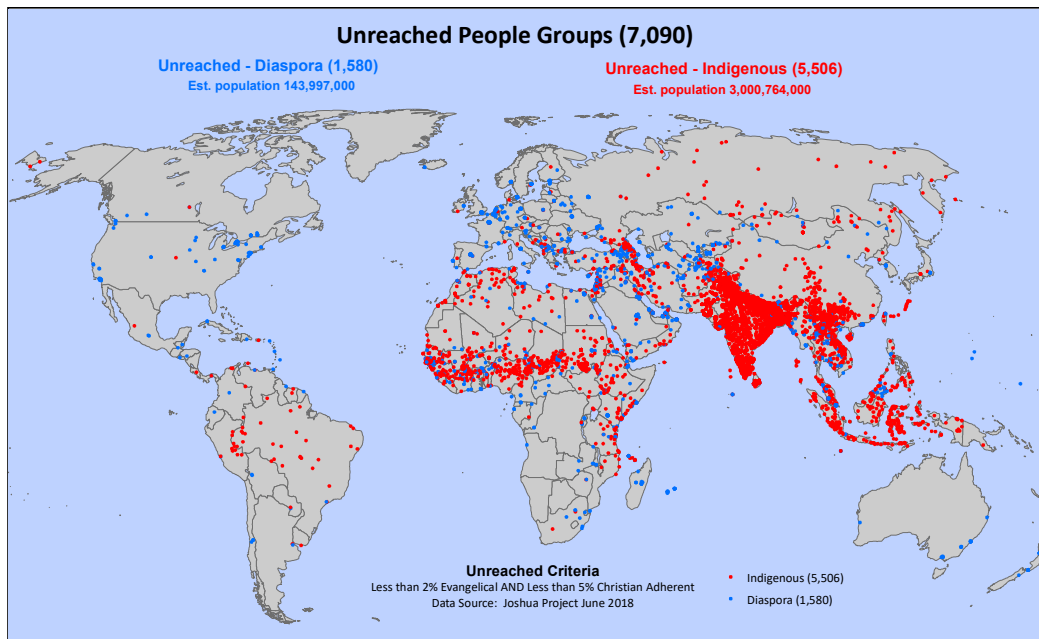 Unreached People Groups (7,090)
Unreached - Diaspora (1,580)
Est. population 143,997,000
Unreached - Indigenous (5,506)
Est. population 3,000,764,000
Unreached Criteria
Less than 2% Evangelical AND Less than 5% Christian Adherent
Data Source: Joshua Project June 2018
Indigenous (5,506)
Diaspora (1,580)